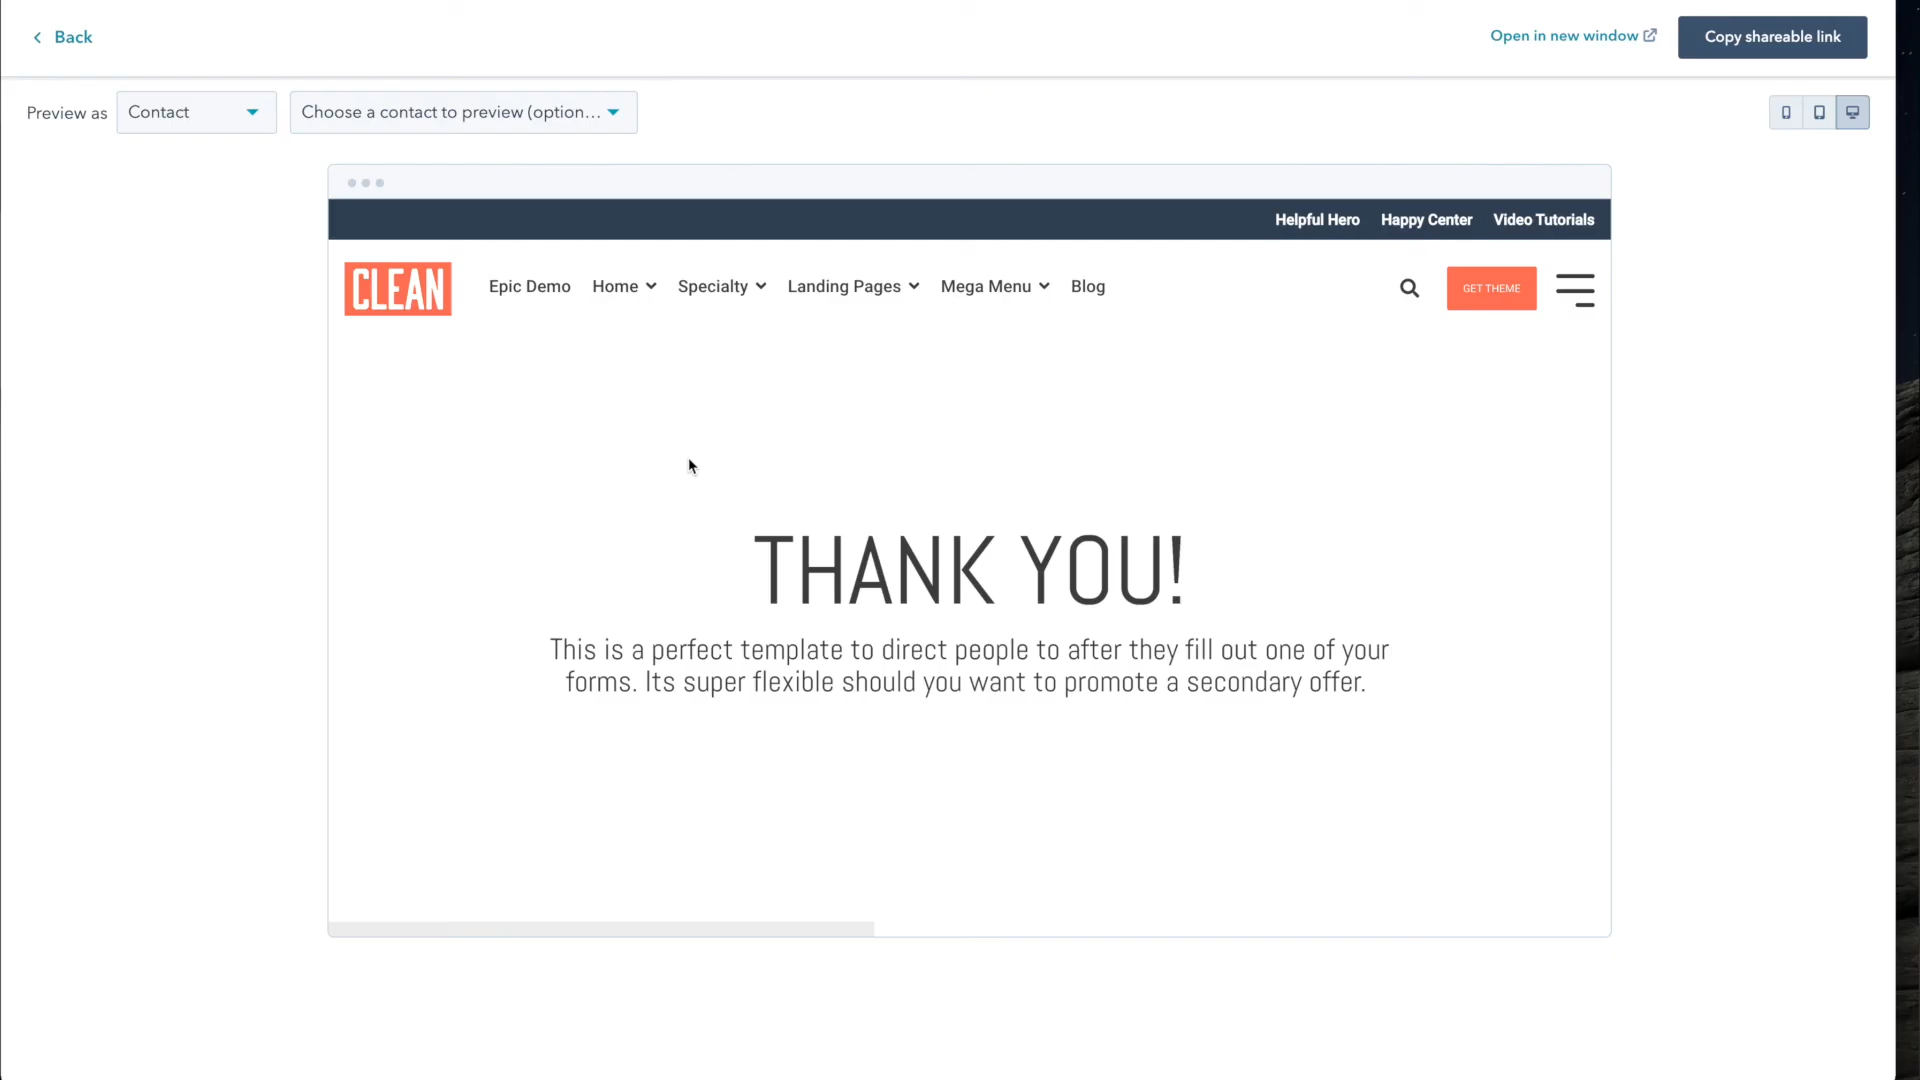 Back
Open in new window
Copy shareable link
Preview as
Contact
Choose a contact to preview (option...
Helpful Hero
Happy Center
Video Tutorials
CLEAN
Epic Demo
Home
Specialty
Landing Pages
Mega Menu
Blog
GET THEME
THANK YOU!
This is a perfect template to direct people to after they fill out one of your
forms. Its super flexible should you want to promote a secondary offer.